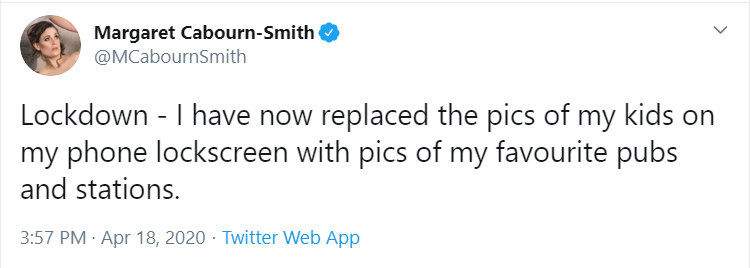 Margaret Cabourn-Smith
@MCabournSmith
Lockdown - I have now replaced the pics of my kids on
my phone lockscreen with pics of my favourite pubs
and stations.
3:57 PM · Apr 18, 2020 · Twitter Web App